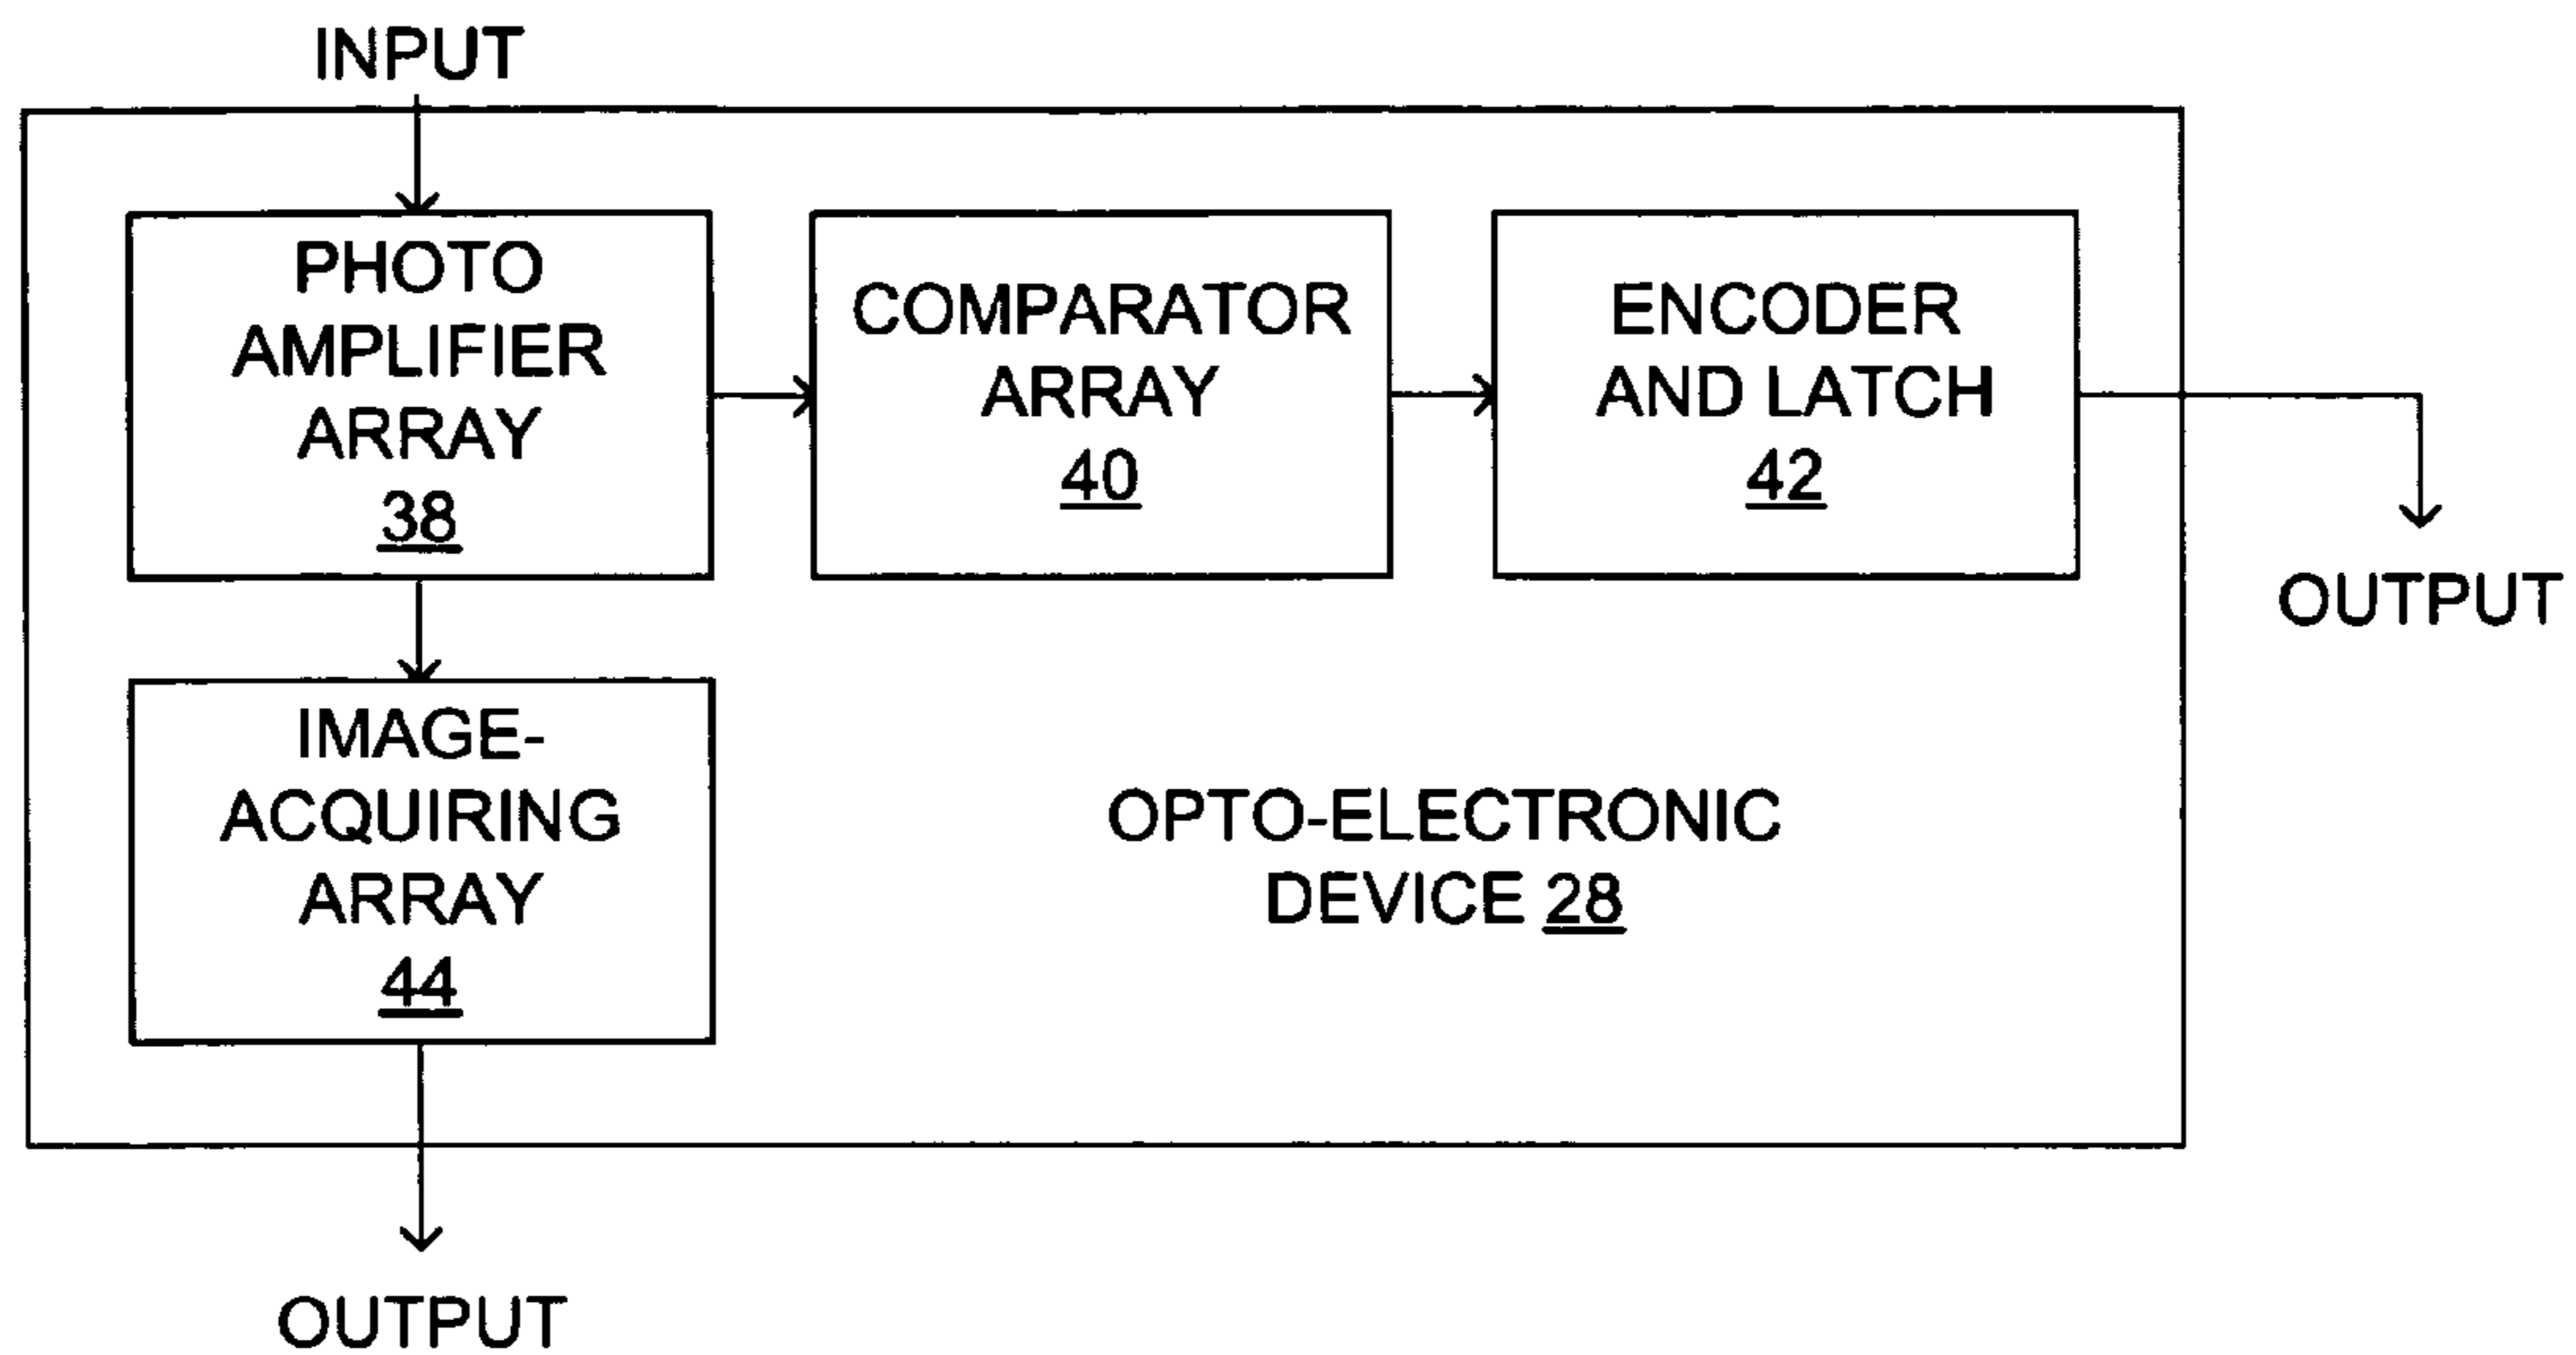 INPUT
PHOTO
AMPLIFIER
ARRAY
38
COMPARATOR
ARRAY
40
ENCODER
AND LATCH
42
OUTPUT
IMAGE-
ACQUIRING
ARRAY
44
OPTO-ELECTRONIC
DEVICE 28
OUTPUT